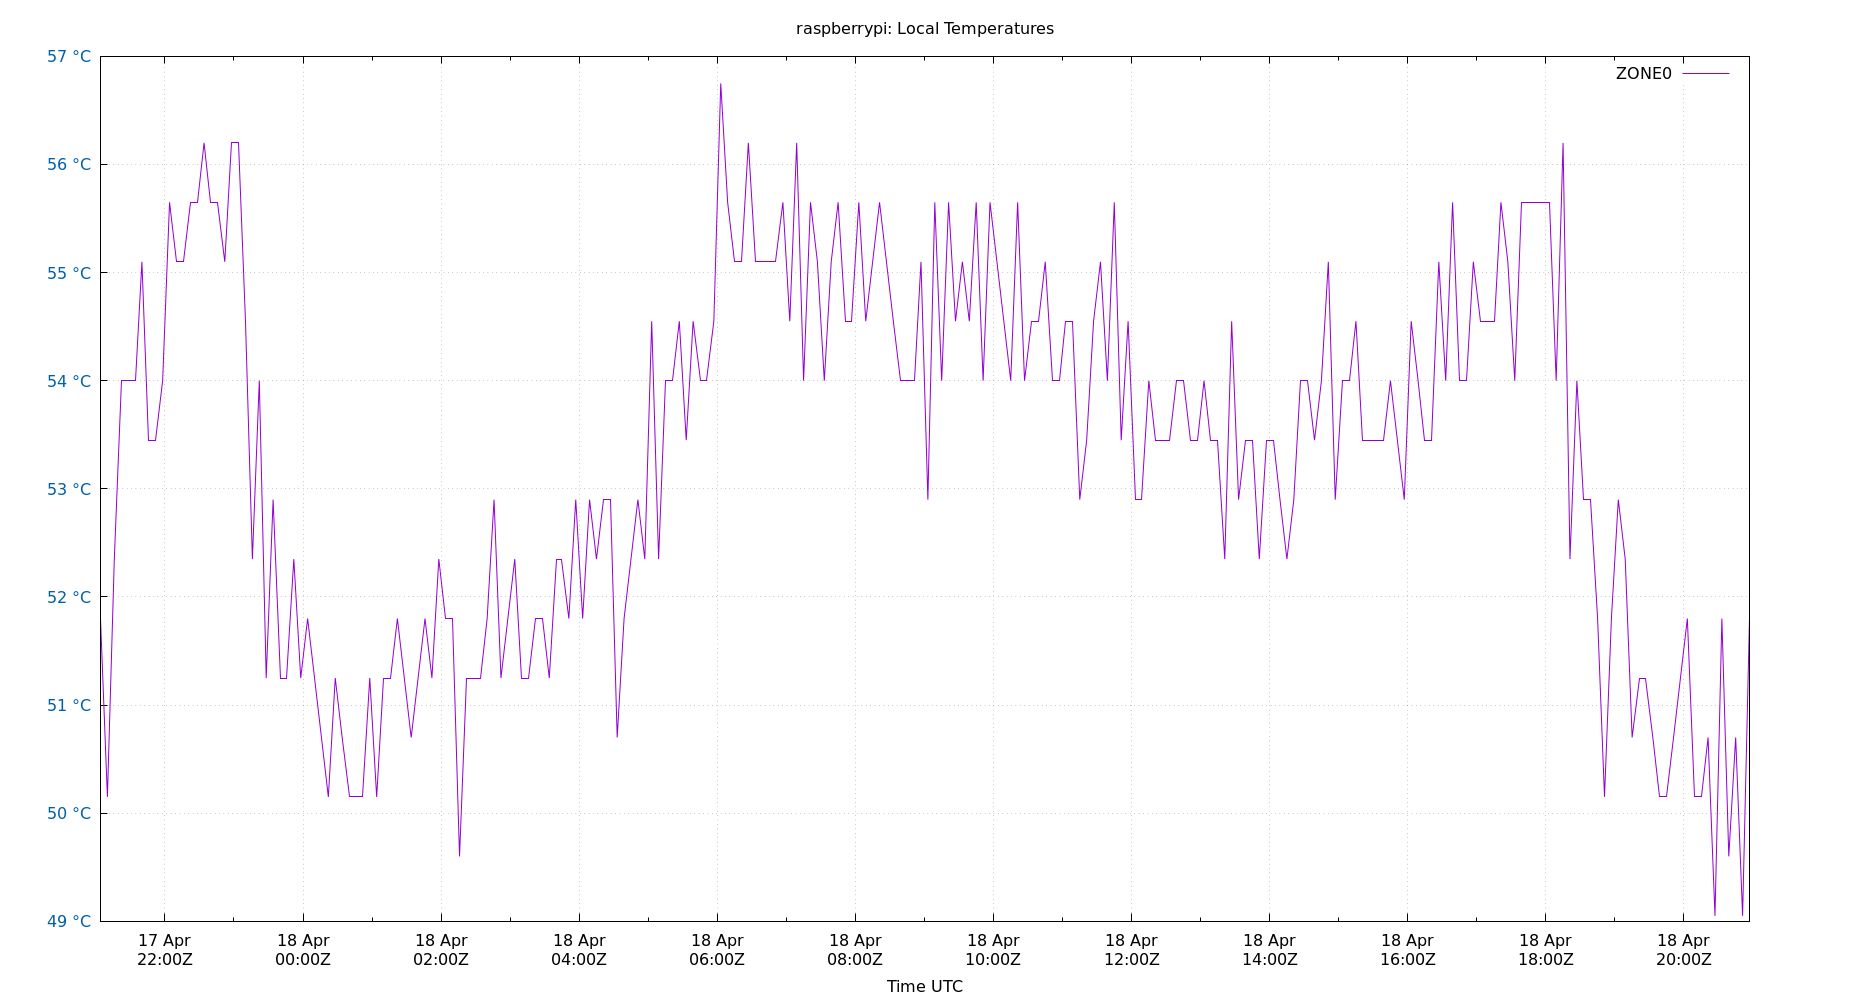 raspberrypi: Local Temperatures
57 °C
ZONE0
56 °C
55 °C
54 °C
53 °C
52 °C
51 °C
50 °C
49 °C
17 Apr 18 Apr 18 Apr 18 Apr 18 Apr 18 Apr 18 Apr 18 Apr 18 Apr 18 Apr 18 Apr 18 Apr
22:00Z 00:00Z 02:00Z 04:00Z 06:00Z 08:00Z 10:00Z 12:00Z 14:00Z 16:00Z 18:00Z 20:00Z
Time UTC